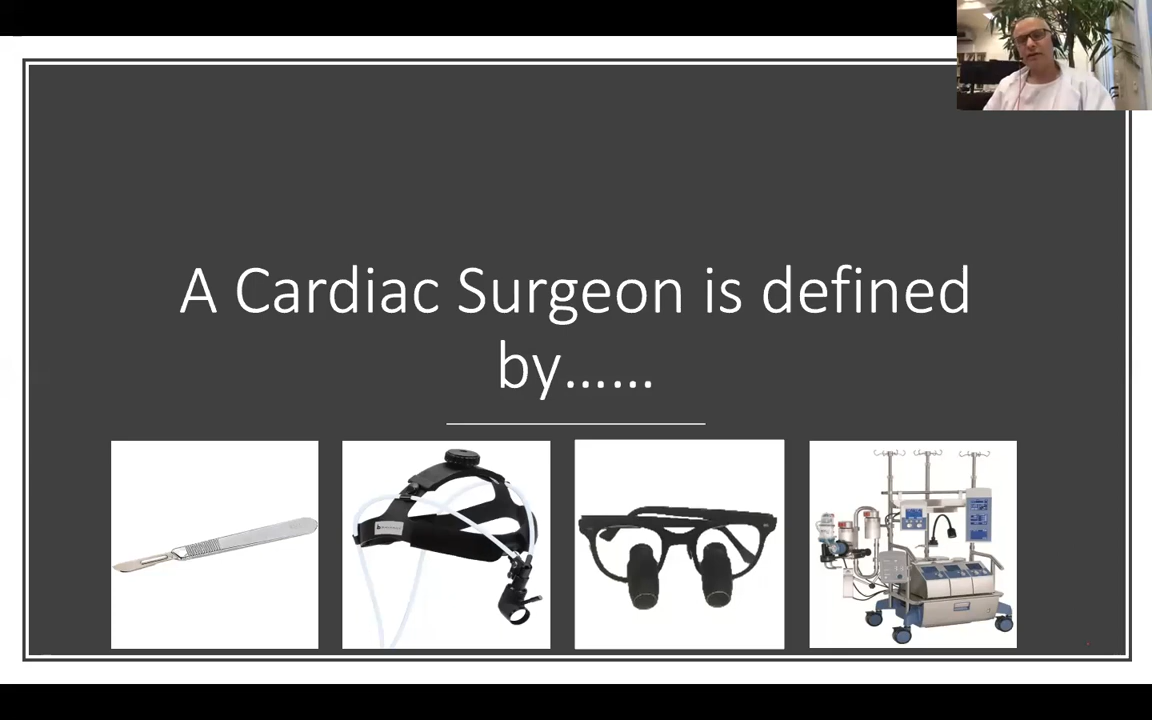 A Cardiac Surgeon is defined
by......